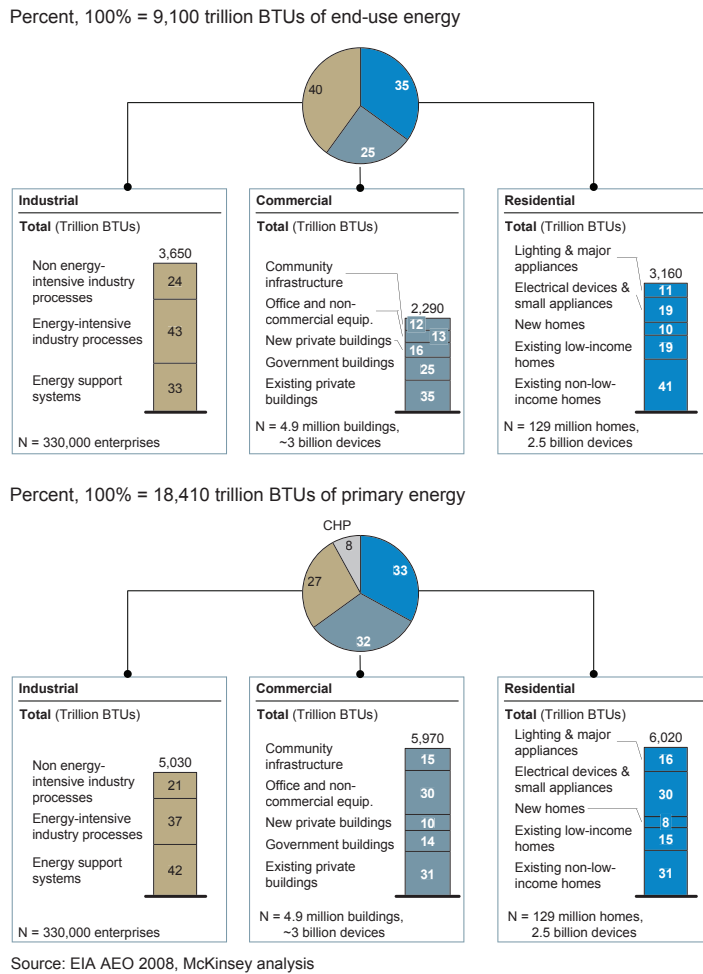 Percent, 100% = 9,100 trillion BTUs of end-use energy
40
35
25
Industrial
Total (Trillion BTUs)
3,650
Non energy-
intensive industry
processes
24
Energy-intensive
industry processes
43
Energy support
systems
33
N = 330,000 enterprises
Commercial
Total (Trillion BTUs)
2,290
Community
infrastructure
12
Office and non-
commercial equip.
13
New private buildings
16
Government buildings
25
Existing private
buildings
35
N = 4.9 million buildings,
~3 billion devices
Residential
Total (Trillion BTUs)
3,160
Lighting & major
appliances
11
Electrical devices &
small appliances
19
New homes
10
Existing low-income
homes
19
Existing non-low-
income homes
41
N = 129 million homes,
2.5 billion devices
Percent, 100% = 18,410 trillion BTUs of primary energy
CHP
8
27
33
32
Industrial
Total (Trillion BTUs)
5,030
Non energy-
intensive industry
processes
21
Energy-intensive
industry processes
37
Energy support
systems
42
N = 330,000 enterprises
Commercial
Total (Trillion BTUs)
5,970
Community
infrastructure
15
Office and non-
commercial equip.
30
New private buildings
10
Government buildings
14
Existing private
buildings
31
N = 4.9 million buildings,
~3 billion devices
Residential
Total (Trillion BTUs)
6,020
Lighting & major
appliances
16
Electrical devices &
small appliances
30
New homes
8
Existing low-income
homes
15
Existing non-low-
income homes
31
N = 129 million homes,
2.5 billion devices
Source: EIA AEO 2008, McKinsey analysis